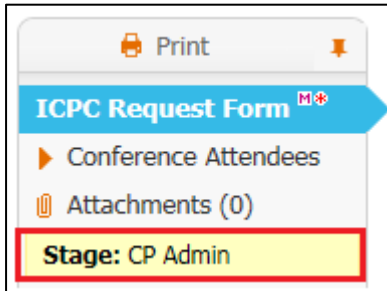 Print
ICPC Request Form M*
Conference Attendees
Attachments (0)
Stage: CP Admin